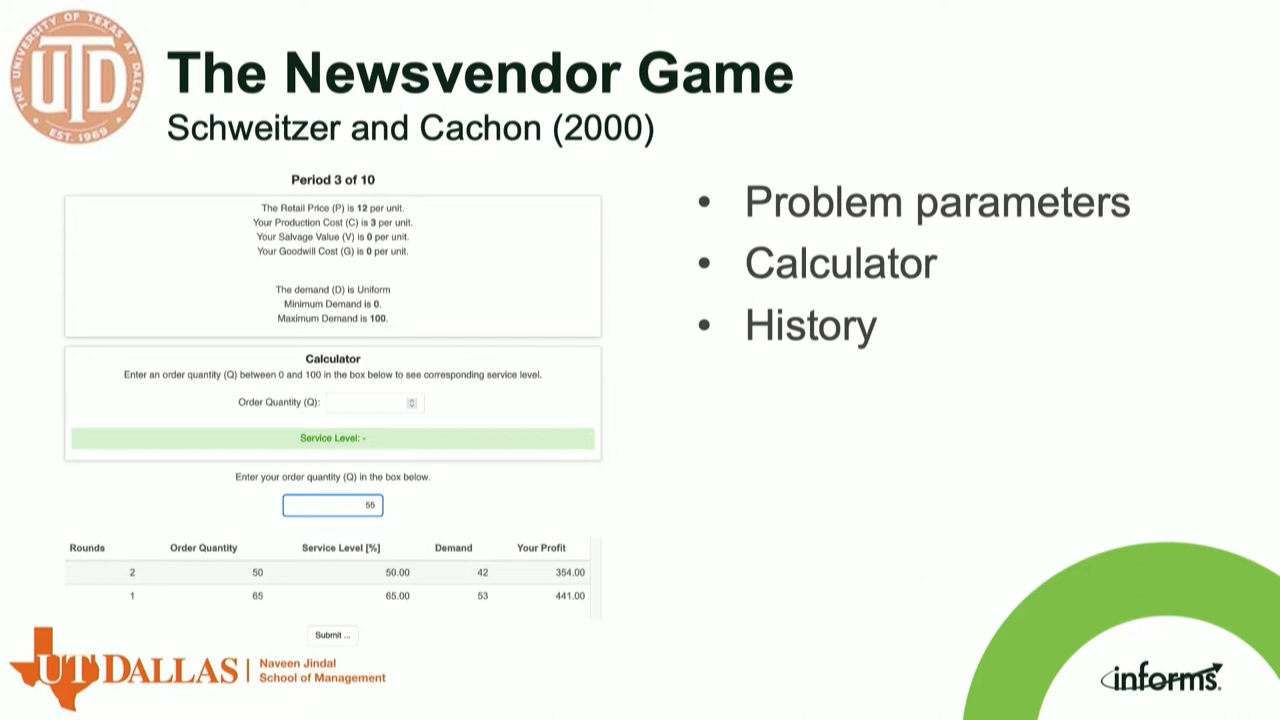 THE UNIVERSITY OF TEXAS AT DALLAS
UTD
EST. 1969
The Newsvendor Game
Schweitzer and Cachon (2000)
Period 3 of 10
The Retail Price (P) is 12 per unit.
Your Production Cost (C) is 3 per unit.
Your Salvage Value (V) is 0 per unit.
Your Goodwill Cost (G) is 0 per unit.
The demand (D) is Uniform
Minimum Demand is 0.
Maximum Demand is 100.
Calculator
Enter an order quantity (Q) between 0 and 100 in the box below to see corresponding service level.
Order Quantity (Q):
Service Level: -
Enter your order quantity (Q) in the box below.
55
Rounds Order Quantity Service Level [%] Demand Your Profit
2 50 50.00 42 354.00
1 65 65.00 53 441.00
Submit ...
• Problem parameters
• Calculator
• History
UT DALLAS
Naveen Jindal
School of Management
informs.